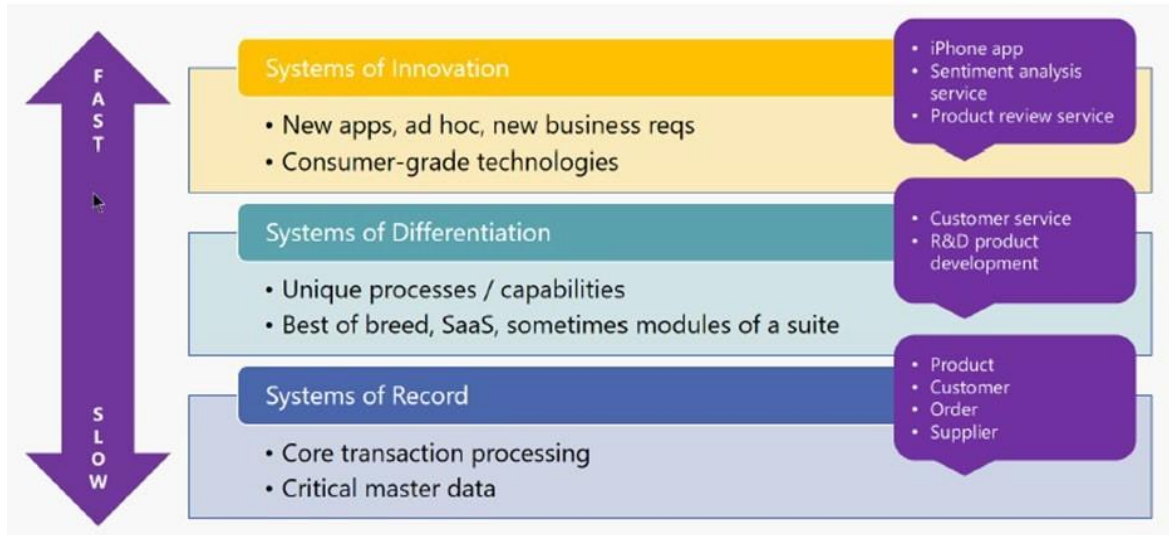 FAST
Systems of Innovation
• New apps, ad hoc, new business reqs
• Consumer-grade technologies
• iPhone app
• Sentiment analysis
service
• Product review service
Systems of Differentiation
• Unique processes / capabilities
• Best of breed, SaaS, sometimes modules of a suite
• Customer service
• R&D product
development
SLOW
Systems of Record
• Core transaction processing
• Critical master data
• Product
• Customer
• Order
• Supplier